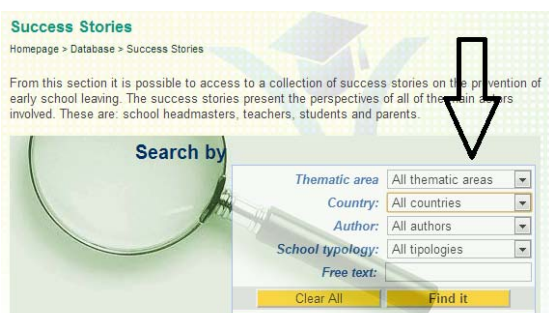 Success Stories
Homepage > Database > Success Stories
From this section it is possible to access to a collection of success stories on the prevention of
early school leaving. The success stories present the perspectives of all of the main actors
involved. These are: school headmasters, teachers, students and parents.
Search by
Thematic area All thematic areas
Country: All countries
Author: All authors
School typology: All tipologies
Free text:
Clear All Find it